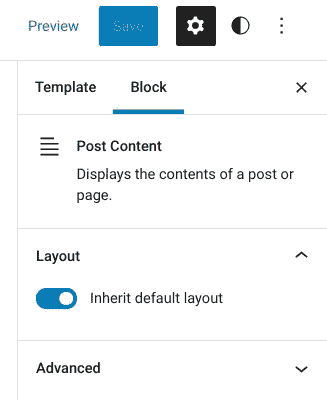 Preview Save
Template Block
Post Content
Displays the contents of a post or
page.
Layout
Inherit default layout
Advanced